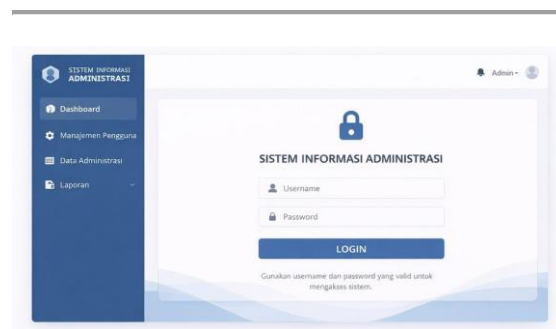 SISTEM INFORMASI
ADMINISTRASI
Admin
Dashboard
Manajemen Pengguna
Data Administrasi
Laporan
SISTEM INFORMASI ADMINISTRASI
Username
Password
LOGIN
Gunakan username dan password yang valid untuk
mengakses sistem.